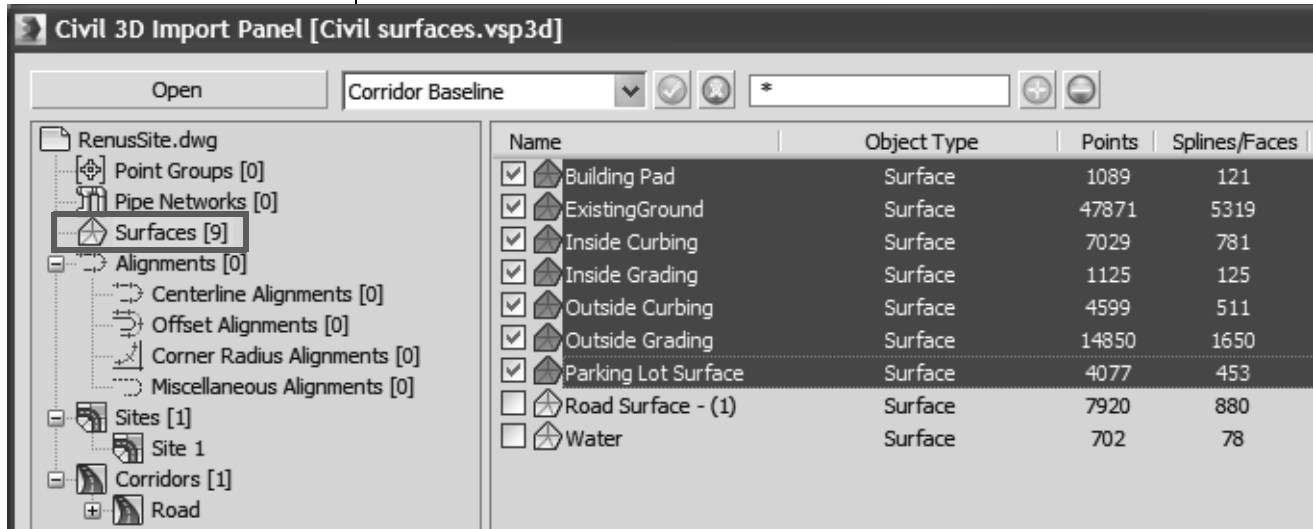 Civil 3D Import Panel [Civil surfaces.vsp3d]
Open
Corridor Baseline
*
RenusSite.dwg
Point Groups [0]
Pipe Networks [0]
Surfaces [9]
Alignments [0]
Centerline Alignments [0]
Offset Alignments [0]
Corner Radius Alignments [0]
Miscellaneous Alignments [0]
Sites [1]
Site 1
Corridors [1]
Road
Name Object Type Points Splines/Faces
Building Pad Surface 1089 121
ExistingGround Surface 47871 5319
Inside Curbing Surface 7029 781
Inside Grading Surface 1125 125
Outside Curbing Surface 4599 511
Outside Grading Surface 14850 1650
Parking Lot Surface Surface 4077 453
Road Surface - (1) Surface 7920 880
Water Surface 702 78